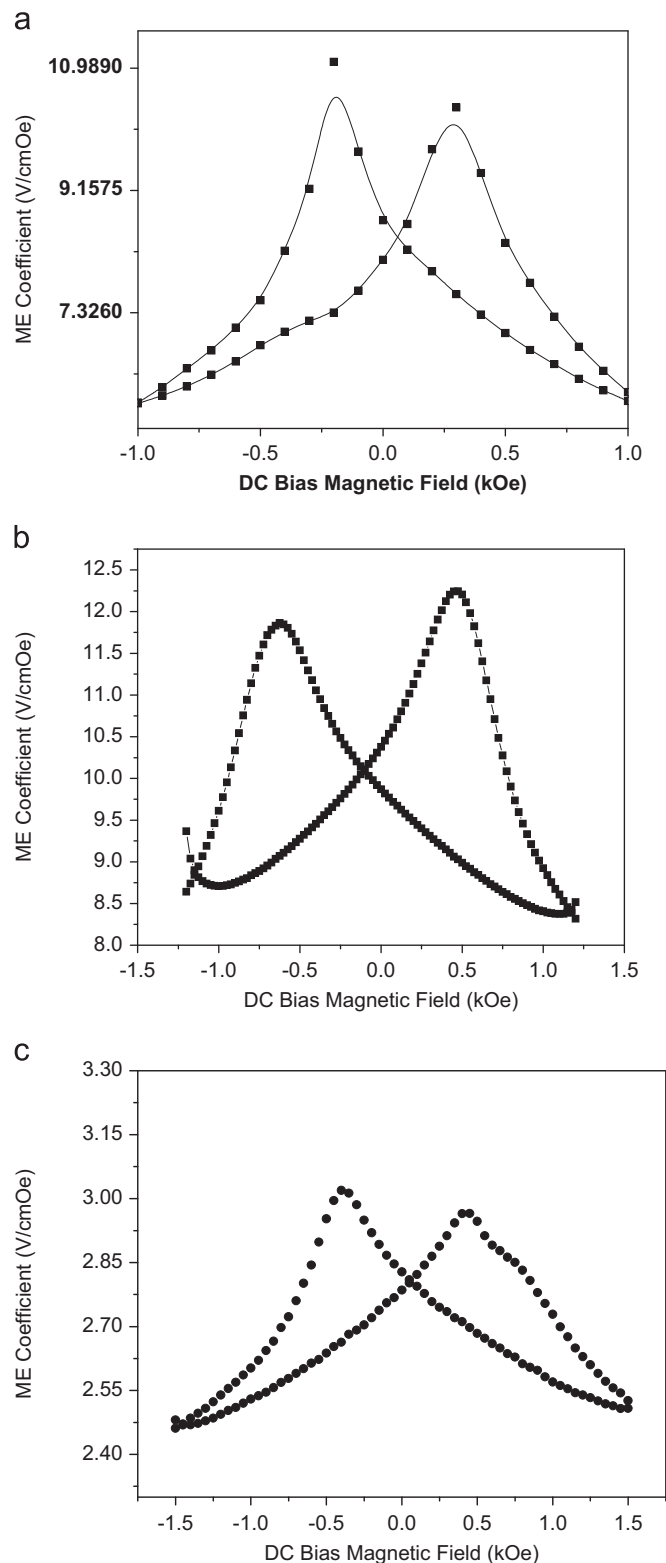 a
10.9890
9.1575
7.3260
ME Coefficient (V/cmOe)
-1.0 -0.5 0.0 0.5 1.0
DC Bias Magnetic Field (kOe)
b
12.5
12.0
11.5
11.0
10.5
10.0
9.5
9.0
8.5
8.0
ME Coefficient (V/cmOe)
-1.5 -1.0 -0.5 0.0 0.5 1.0 1.5
DC Bias Magnetic Field (kOe)
c
3.30
3.15
3.00
2.85
2.70
2.55
2.40
ME Coefficient (V/cmOe)
-1.5 -1.0 -0.5 0.0 0.5 1.0 1.5
DC Bias Magnetic Field (kOe)